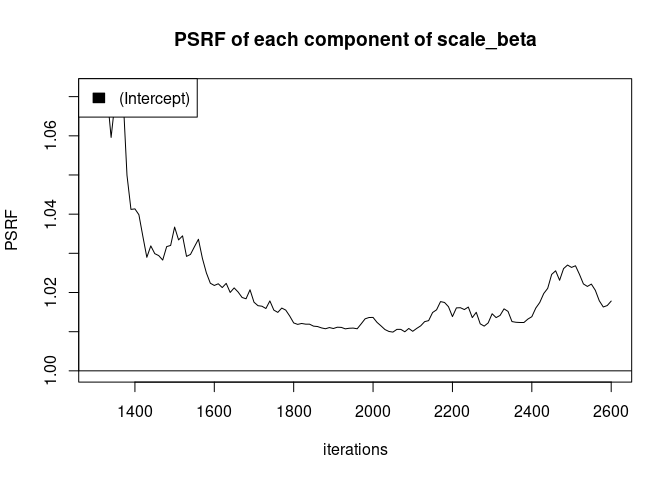 PSRF of each component of scale_beta
(Intercept)
PSRF
1.06
1.04
1.02
1.00
1400 1600 1800 2000 2200 2400 2600
iterations